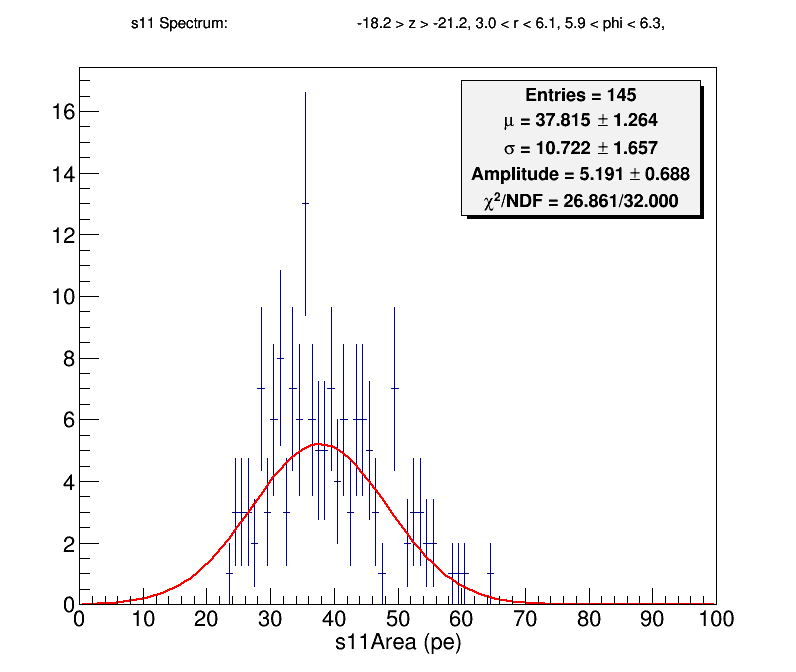 s11 Spectrum: -18.2 > z > -21.2, 3.0 < r < 6.1, 5.9 < phi < 6.3,
Entries = 145
μ = 37.815 ± 1.264
σ = 10.722 ± 1.657
Amplitude = 5.191 ± 0.688
χ²/NDF = 26.861/32.000
16
14
12
10
8
6
4
2
0
0 10 20 30 40 50 60 70 80 90 100
s11Area (pe)